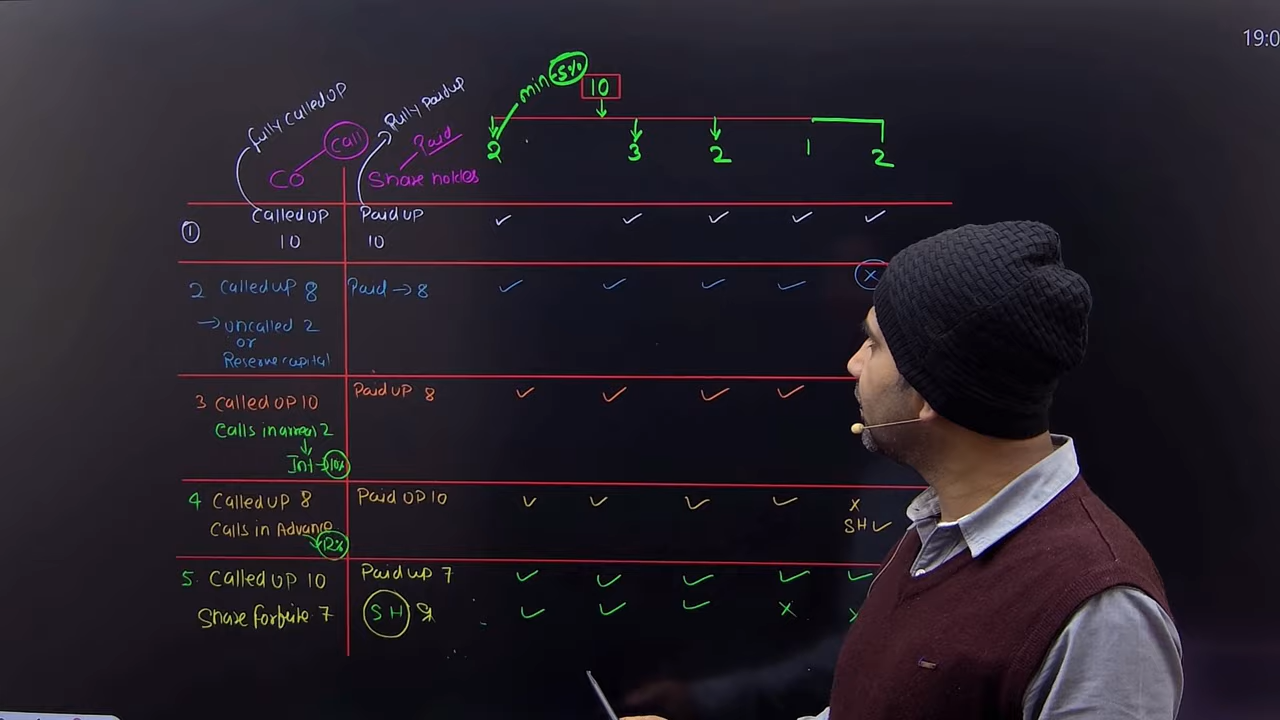 19:0
min 5%
10
fully called up
fully Paid up
Call
Paid
CO
Share holdes
2 3 2 1 2
① Called UP Paid UP ✓ ✓ ✓ ✓ ✓
10 10
2 Called UP 8 Paid → 8 ✓ ✓ ✓ ✓ x
→ uncalled 2
or
Reserve capital
3 Called UP 10 Paid UP 8 ✓ ✓ ✓ ✓
Calls in arrear 2
↓
Int → 10%
4 Called UP 8 Paid UP 10 ✓ ✓ ✓ ✓ x
Calls in Advance SH ✓
12%
5. Called UP 10 Paid up 7 ✓ ✓ ✓ ✓ ✓
Share forfeite 7 SH ✓ ✓ ✓ x x